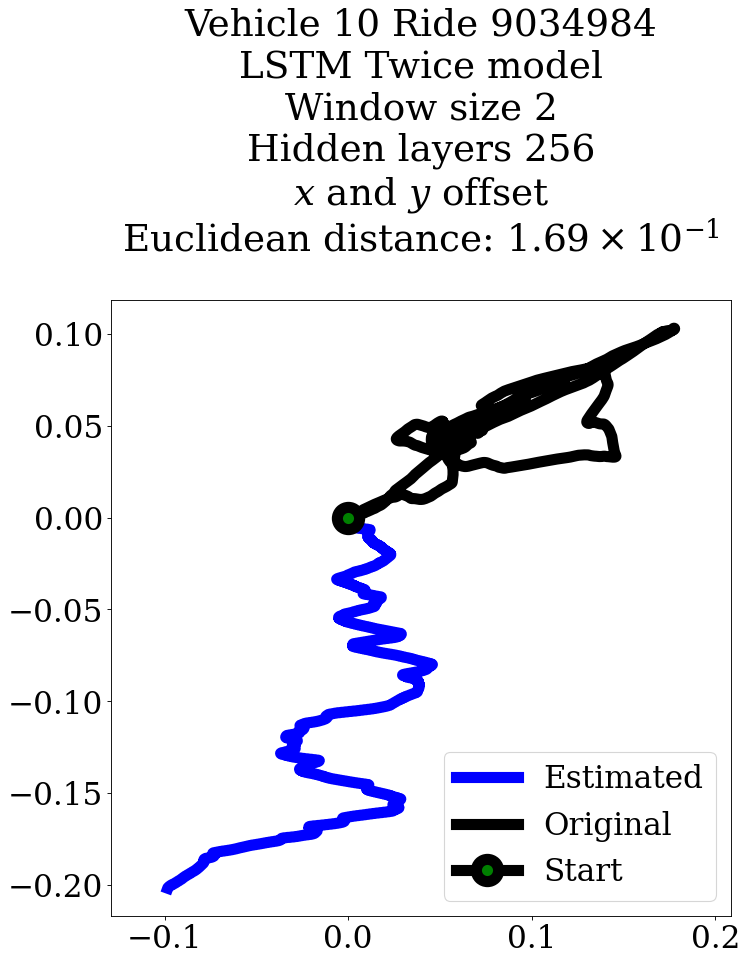 Vehicle 10 Ride 9034984
LSTM Twice model
Window size 2
Hidden layers 256
x and y offset
Euclidean distance: 1.69 × 10⁻¹
0.10
0.05
0.00
−0.05
−0.10
−0.15
−0.20
Estimated
Original
Start
−0.1 0.0 0.1 0.2